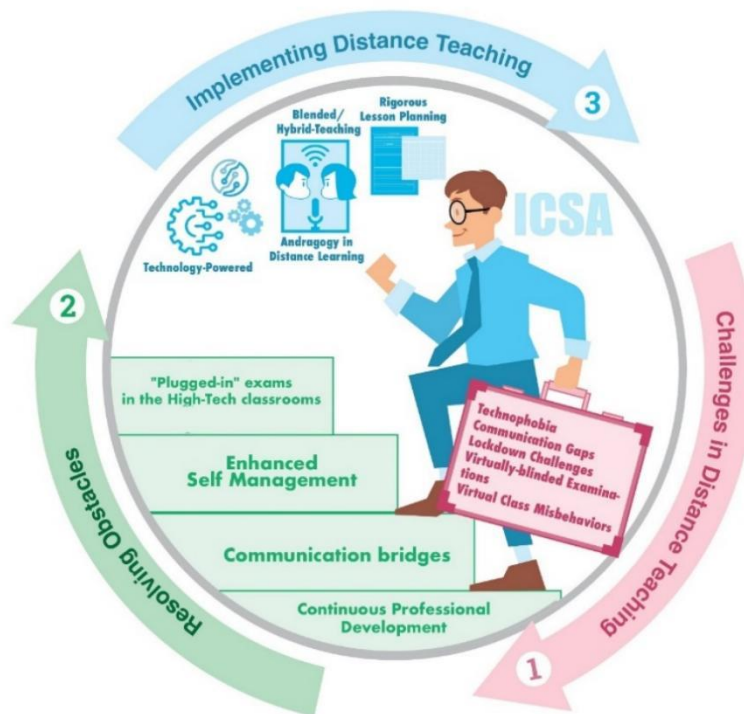 Implementing Distance Teaching
3
Blended/
Hybrid-Teaching
Rigorous
Lesson Planning
Technology-Powered
Andragogy in
Distance Learning
ICSA
2
Resolving Obstacles
"Plugged-in" exams
in the High-Tech classrooms
Enhanced
Self Management
Communication bridges
Continuous Professional
Development
Technophobia
Communication Gaps
Lockdown Challenges
Virtually-blinded Examina-
tions
Virtual Class Misbehaviors
Challenges in Distance Teaching
1